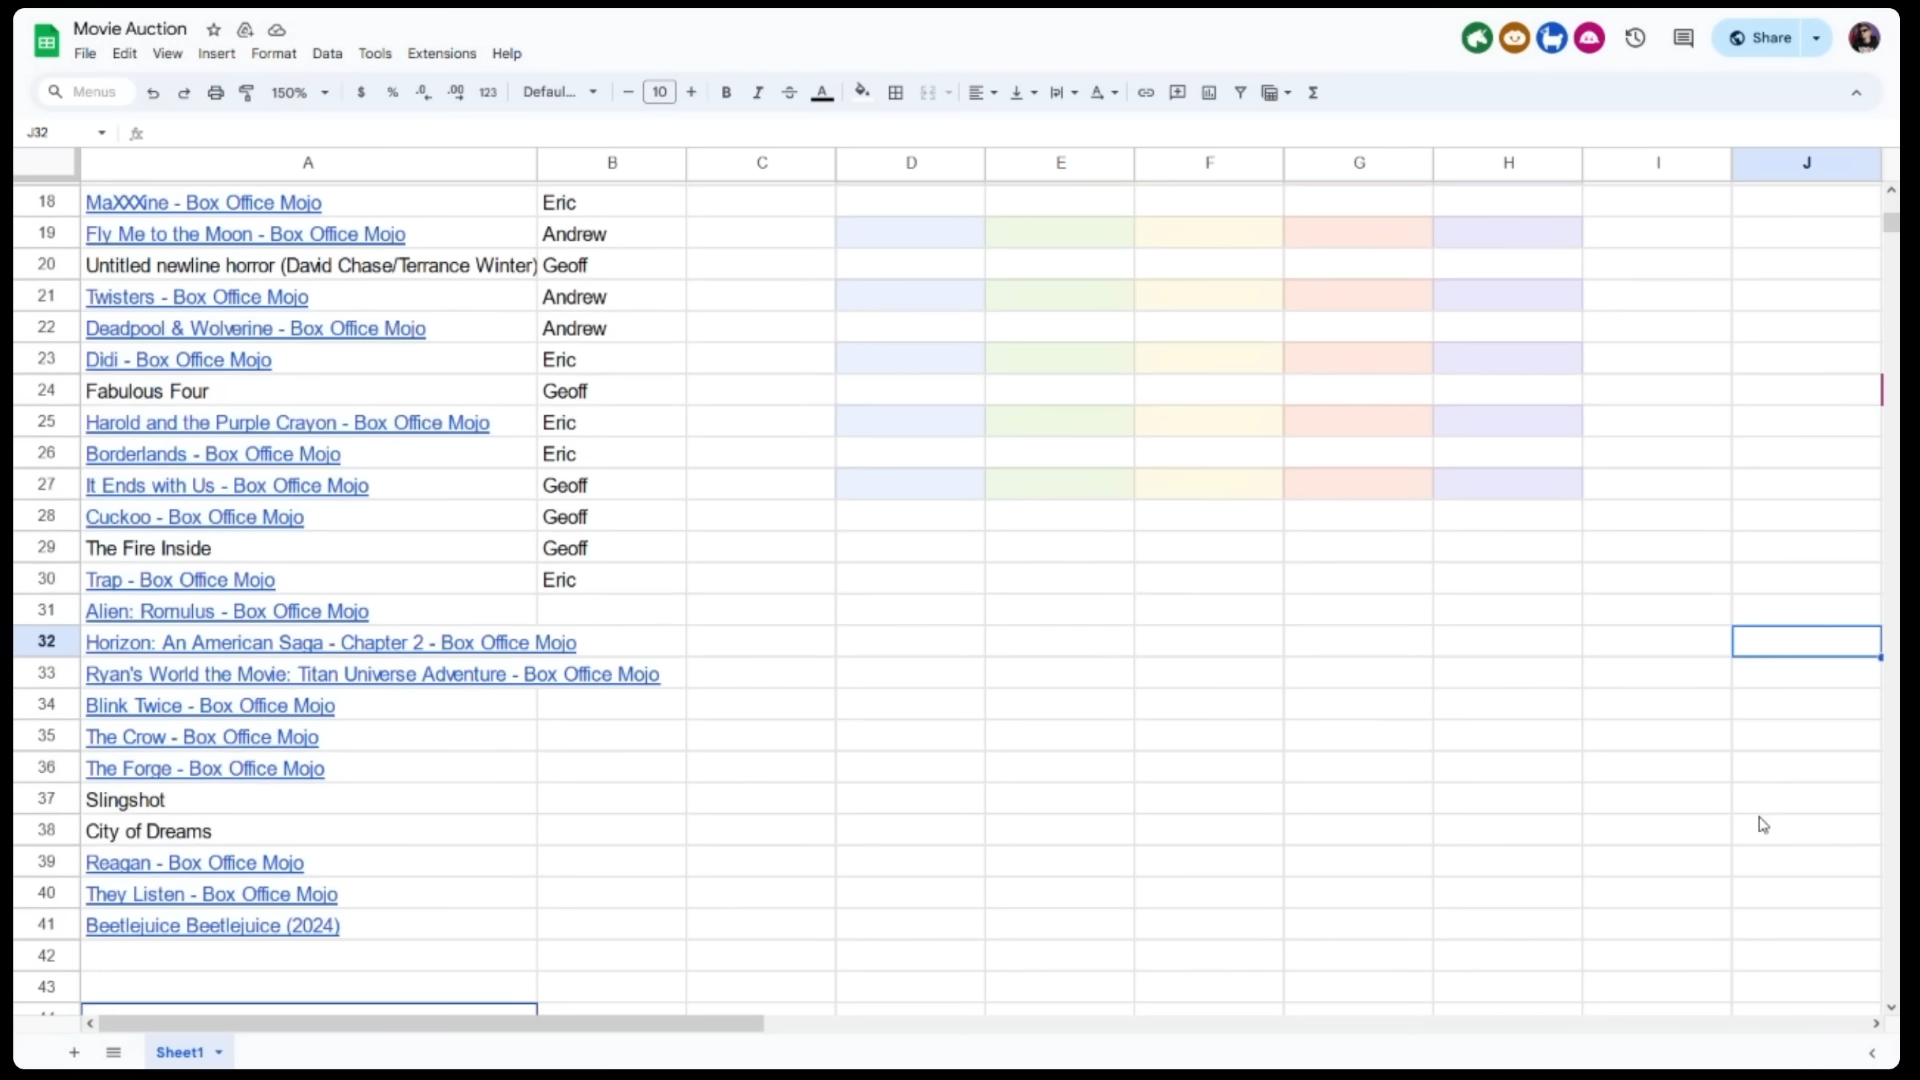 Movie Auction
File Edit View Insert Format Data Tools Extensions Help
Share
Menus 150% $ % .0 .00 123 Defaul... − 10 + B I A Σ
J32 fx
A B C D E F G H I J
18 MaXXXine - Box Office Mojo Eric
19 Fly Me to the Moon - Box Office Mojo Andrew
20 Untitled newline horror (David Chase/Terrance Winter) Geoff
21 Twisters - Box Office Mojo Andrew
22 Deadpool & Wolverine - Box Office Mojo Andrew
23 Didi - Box Office Mojo Eric
24 Fabulous Four Geoff
25 Harold and the Purple Crayon - Box Office Mojo Eric
26 Borderlands - Box Office Mojo Eric
27 It Ends with Us - Box Office Mojo Geoff
28 Cuckoo - Box Office Mojo Geoff
29 The Fire Inside Geoff
30 Trap - Box Office Mojo Eric
31 Alien: Romulus - Box Office Mojo
32 Horizon: An American Saga - Chapter 2 - Box Office Mojo
33 Ryan's World the Movie: Titan Universe Adventure - Box Office Mojo
34 Blink Twice - Box Office Mojo
35 The Crow - Box Office Mojo
36 The Forge - Box Office Mojo
37 Slingshot
38 City of Dreams
39 Reagan - Box Office Mojo
40 They Listen - Box Office Mojo
41 Beetlejuice Beetlejuice (2024)
42
43
Sheet1